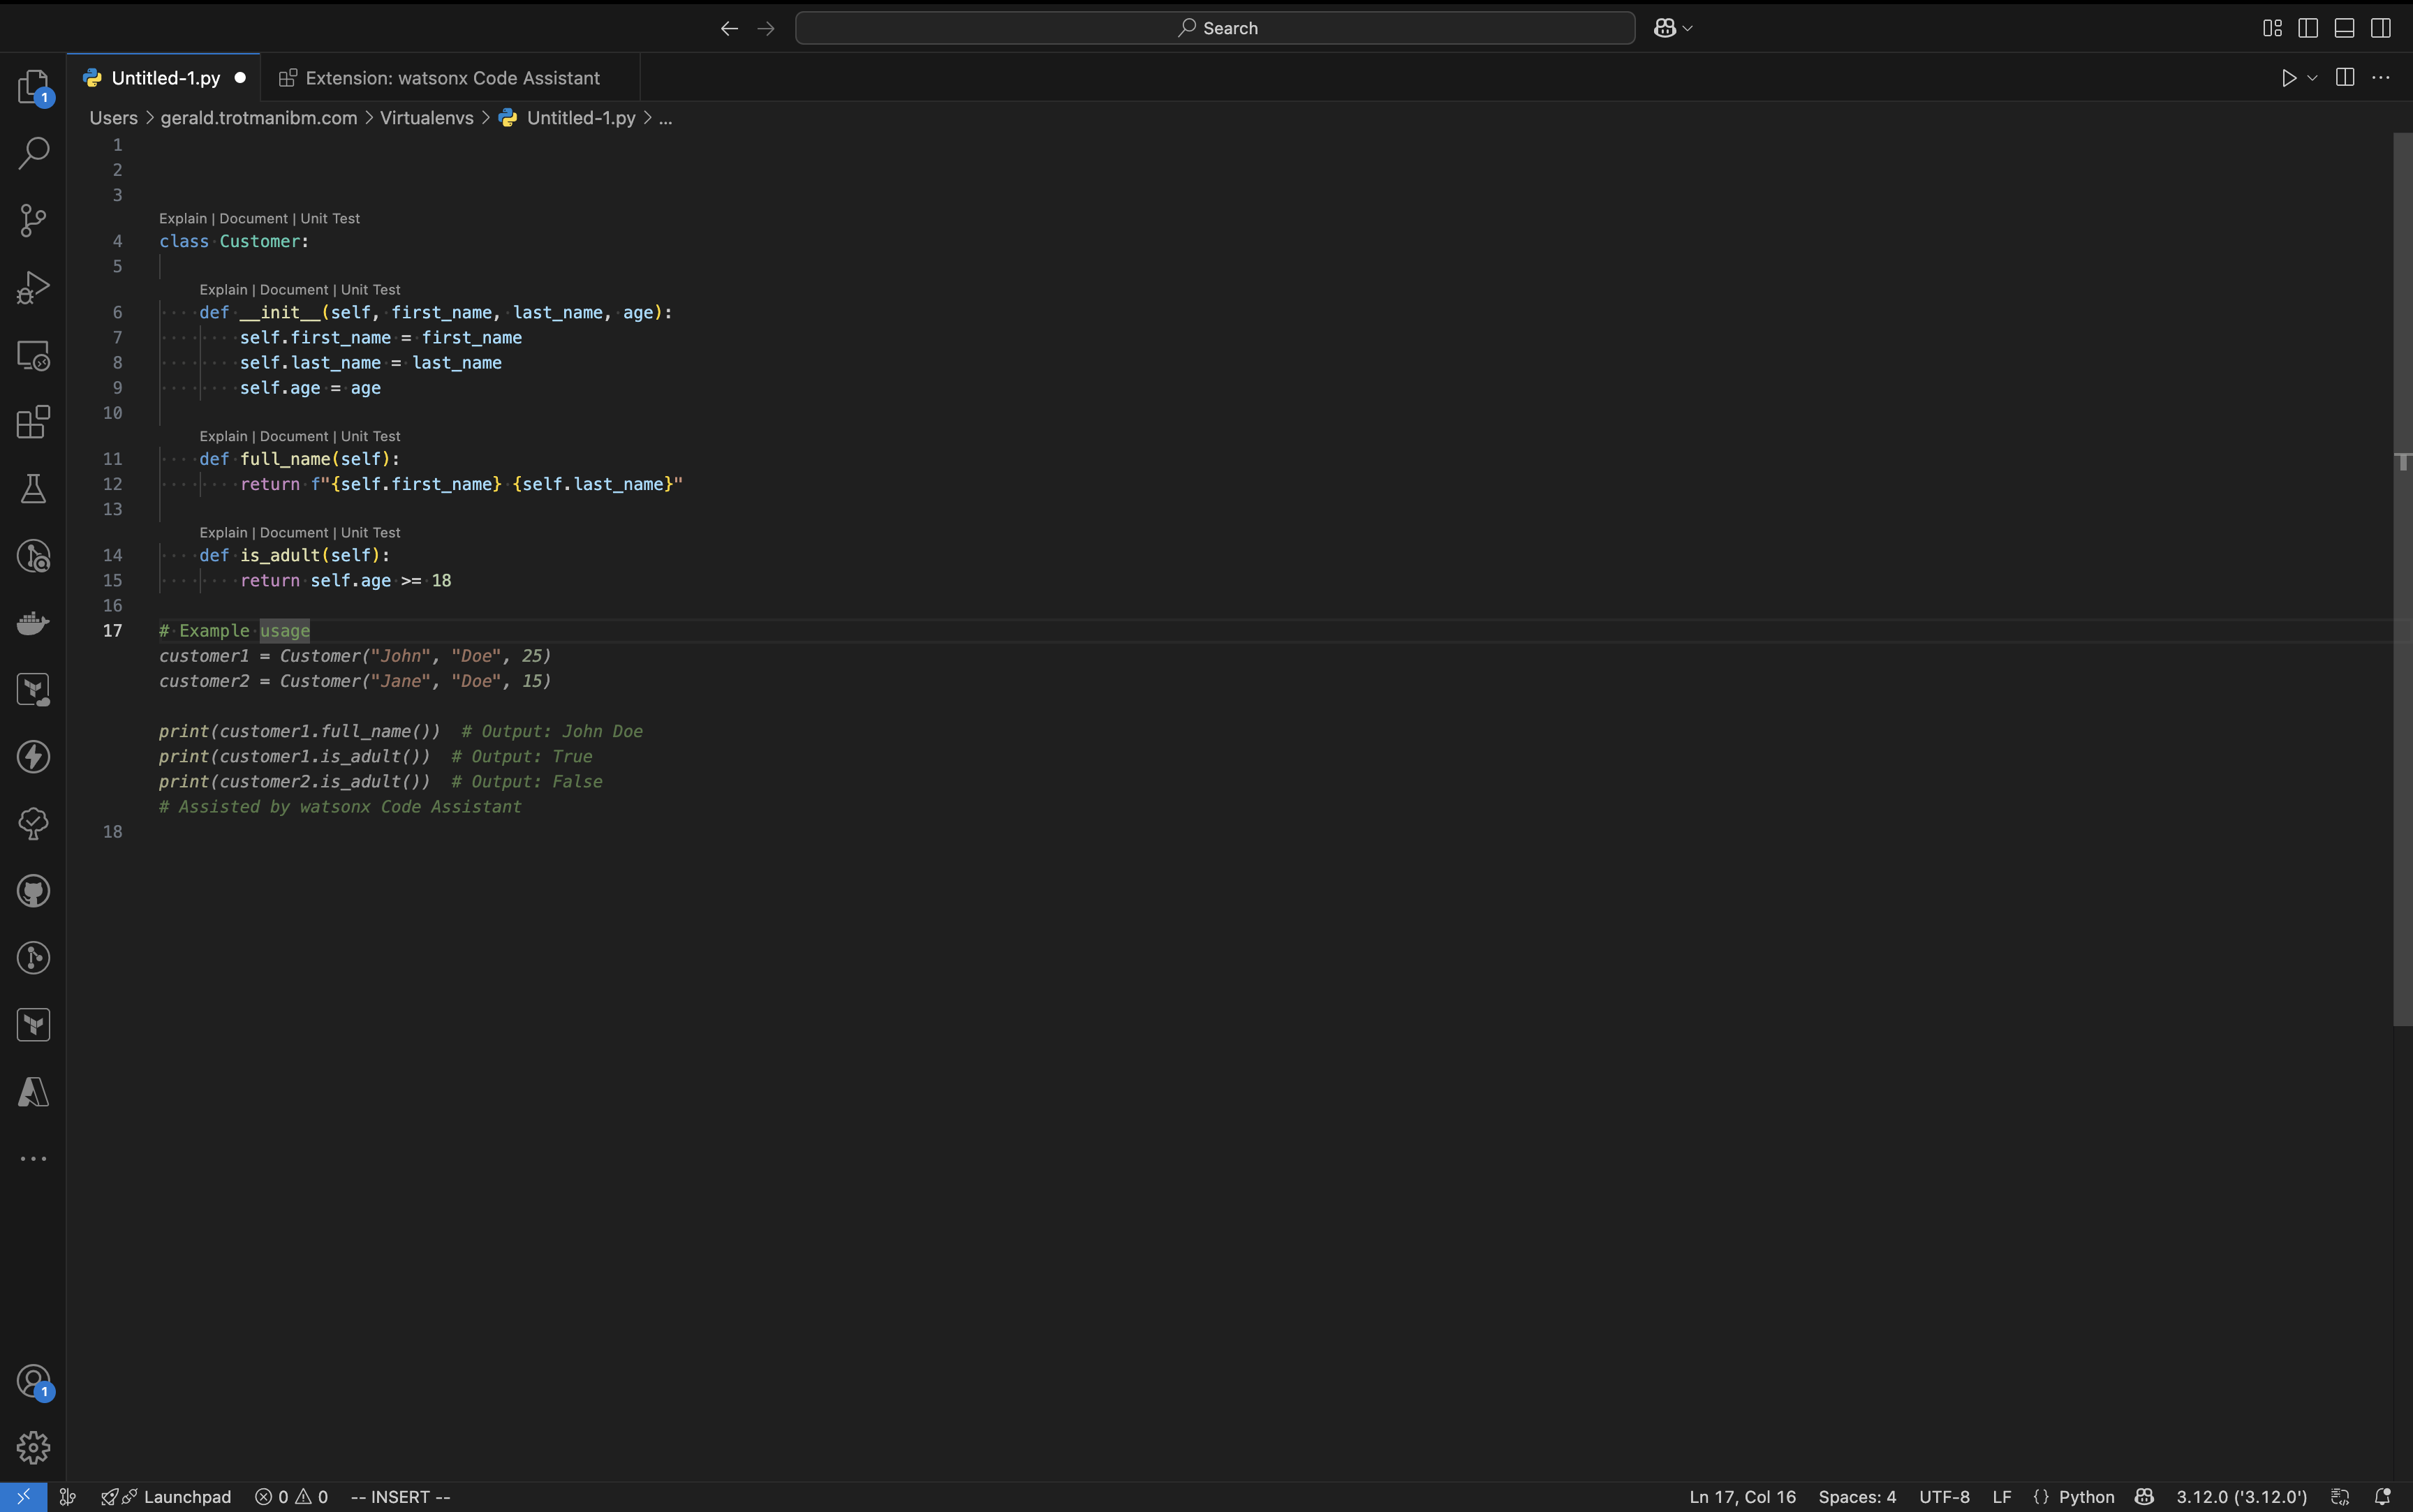 Search
Untitled-1.py
Extension: watsonx Code Assistant
1
Users > gerald.trotmanibm.com > Virtualenvs > Untitled-1.py > ...
1
2
3
Explain | Document | Unit Test
4 class Customer:
5
Explain | Document | Unit Test
6 def __init__(self, first_name, last_name, age):
7 self.first_name = first_name
8 self.last_name = last_name
9 self.age = age
10
Explain | Document | Unit Test
11 def full_name(self):
12 return f"{self.first_name} {self.last_name}"
13
Explain | Document | Unit Test
14 def is_adult(self):
15 return self.age >= 18
16
17 # Example usage
customer1 = Customer("John", "Doe", 25)
customer2 = Customer("Jane", "Doe", 15)
print(customer1.full_name())  # Output: John Doe
print(customer1.is_adult())  # Output: True
print(customer2.is_adult())  # Output: False
# Assisted by watsonx Code Assistant
18
1
Launchpad 0 0 -- INSERT -- Ln 17, Col 16 Spaces: 4 UTF-8 LF {} Python 3.12.0 ('3.12.0')